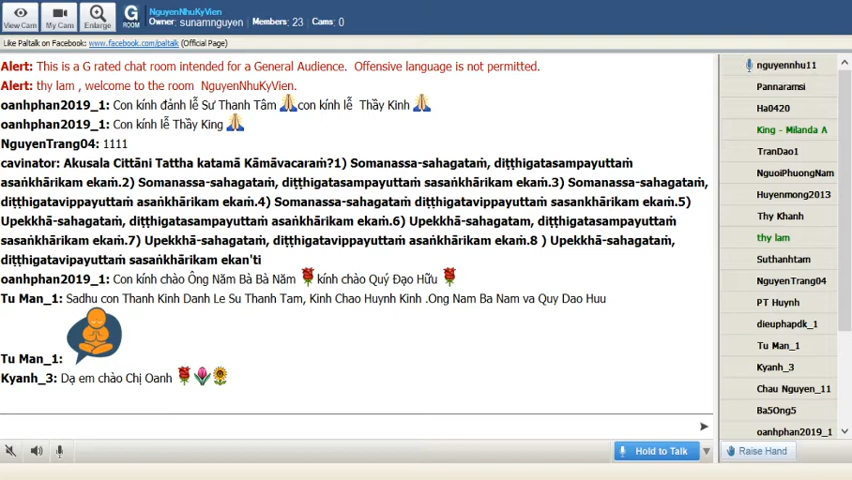 View Cam
My Cam
Enlarge
G
ROOM
NguyenNhuKyVien
Owner: sunamnguyen Members: 23 Cams: 0
Like Paltalk on Facebook: www.facebook.com/paltalk (Official Page)
Alert: This is a G rated chat room intended for a General Audience. Offensive language is not permitted.
Alert: thy lam , welcome to the room NguyenNhuKyVien.
oanhphan2019_1: Con kính đảnh lễ Sư Thanh Tâm 🙏con kính lễ Thầy Kinh 🙏
oanhphan2019_1: Con kính lễ Thầy King 🙏
NguyenTrang04: 1111
cavinator: Akusala Cittāni Tattha katamā Kāmāvacaraṁ?1) Somanassa-sahagataṁ, diṭṭhigatasampayuttaṁ
asaṅkhārikam ekaṁ.2) Somanassa-sahagataṁ, diṭṭhigatasampayuttaṁ sasaṅkhārikam ekaṁ.3) Somanassa-sahagataṁ,
diṭṭhigatavippayuttaṁ asaṅkhārikam ekaṁ.4) Somanassa-sahagataṁ diṭṭhigatavippayuttaṁ sasankhārikam ekaṁ.5)
Upekkhā-sahagataṁ, diṭṭhigatasampayuttaṁ asaṅkhārikam ekaṁ.6) Upekkhā-sahagatam, diṭṭhigatasampayuttaṁ
sasaṅkhārikam ekaṁ.7) Upekkhā-sahagataṁ, diṭṭhigatavippayuttaṁ asaṅkhārikam ekaṁ.8 ) Upekkhā-sahagataṁ,
diṭṭhigatavipayuttaṁ sasaṅkhārikam ekan'ti
oanhphan2019_1: Con kính chào Ông Năm Bà Bà Năm 🌹kính chào Quý Đạo Hữu 🌹
Tu Man_1: Sadhu con Thanh Kinh Danh Le Su Thanh Tam, Kinh Chao Huynh Kinh .Ong Nam Ba Nam va Quy Dao Huu
Tu Man_1:
Kyanh_3: Dạ em chào Chị Oanh 🌹🌷🌻
Hold to Talk
nguyennhu11
Pannaramsi
Ha0420
King - Milanda A
TranDao1
NguoiPhuongNam
Huyenmong2013
Thy Khanh
thy lam
Suthanhtam
NguyenTrang04
PT Huynh
dieuphapdk_1
Tu Man_1
Kyanh_3
Chau Nguyen_11
Ba5Ong5
oanhphan2019_1
Raise Hand